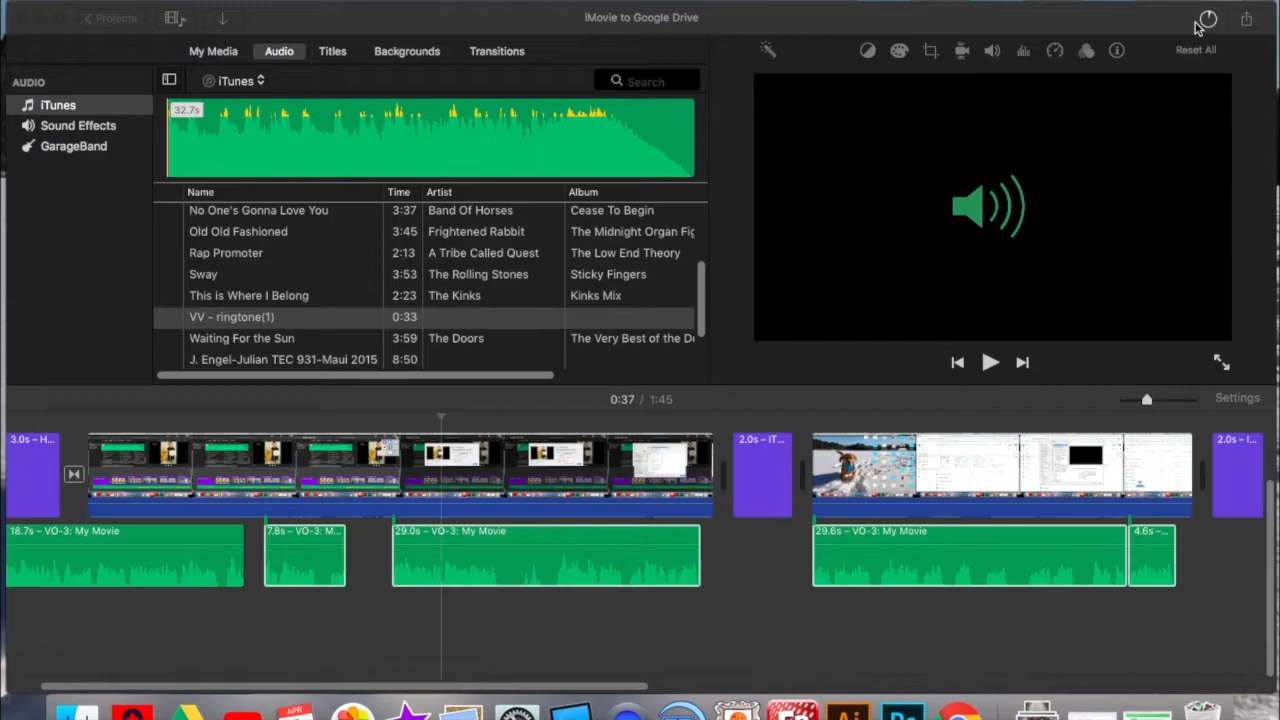 Projects
iMovie to Google Drive
My Media Audio Titles Backgrounds Transitions
Reset All
AUDIO
iTunes
Search
iTunes
Sound Effects
GarageBand
32.7s
Name Time Artist Album
No One's Gonna Love You 3:37 Band Of Horses Cease To Begin
Old Old Fashioned 3:45 Frightened Rabbit The Midnight Organ Fig
Rap Promoter 2:13 A Tribe Called Quest The Low End Theory
Sway 3:53 The Rolling Stones Sticky Fingers
This is Where I Belong 2:23 The Kinks Kinks Mix
VV - ringtone(1) 0:33
Waiting For the Sun 3:59 The Doors The Very Best of the Do
J. Engel-Julian TEC 931-Maui 2015 8:50
0:37 / 1:45
Settings
3.0s – H...
2.0s – IT...
2.0s – I...
18.7s – VO-3: My Movie
7.8s – VO-3: M...
29.0s – VO-3: My Movie
29.6s – VO-3: My Movie
4.6s –...
APR
Ai
Ps